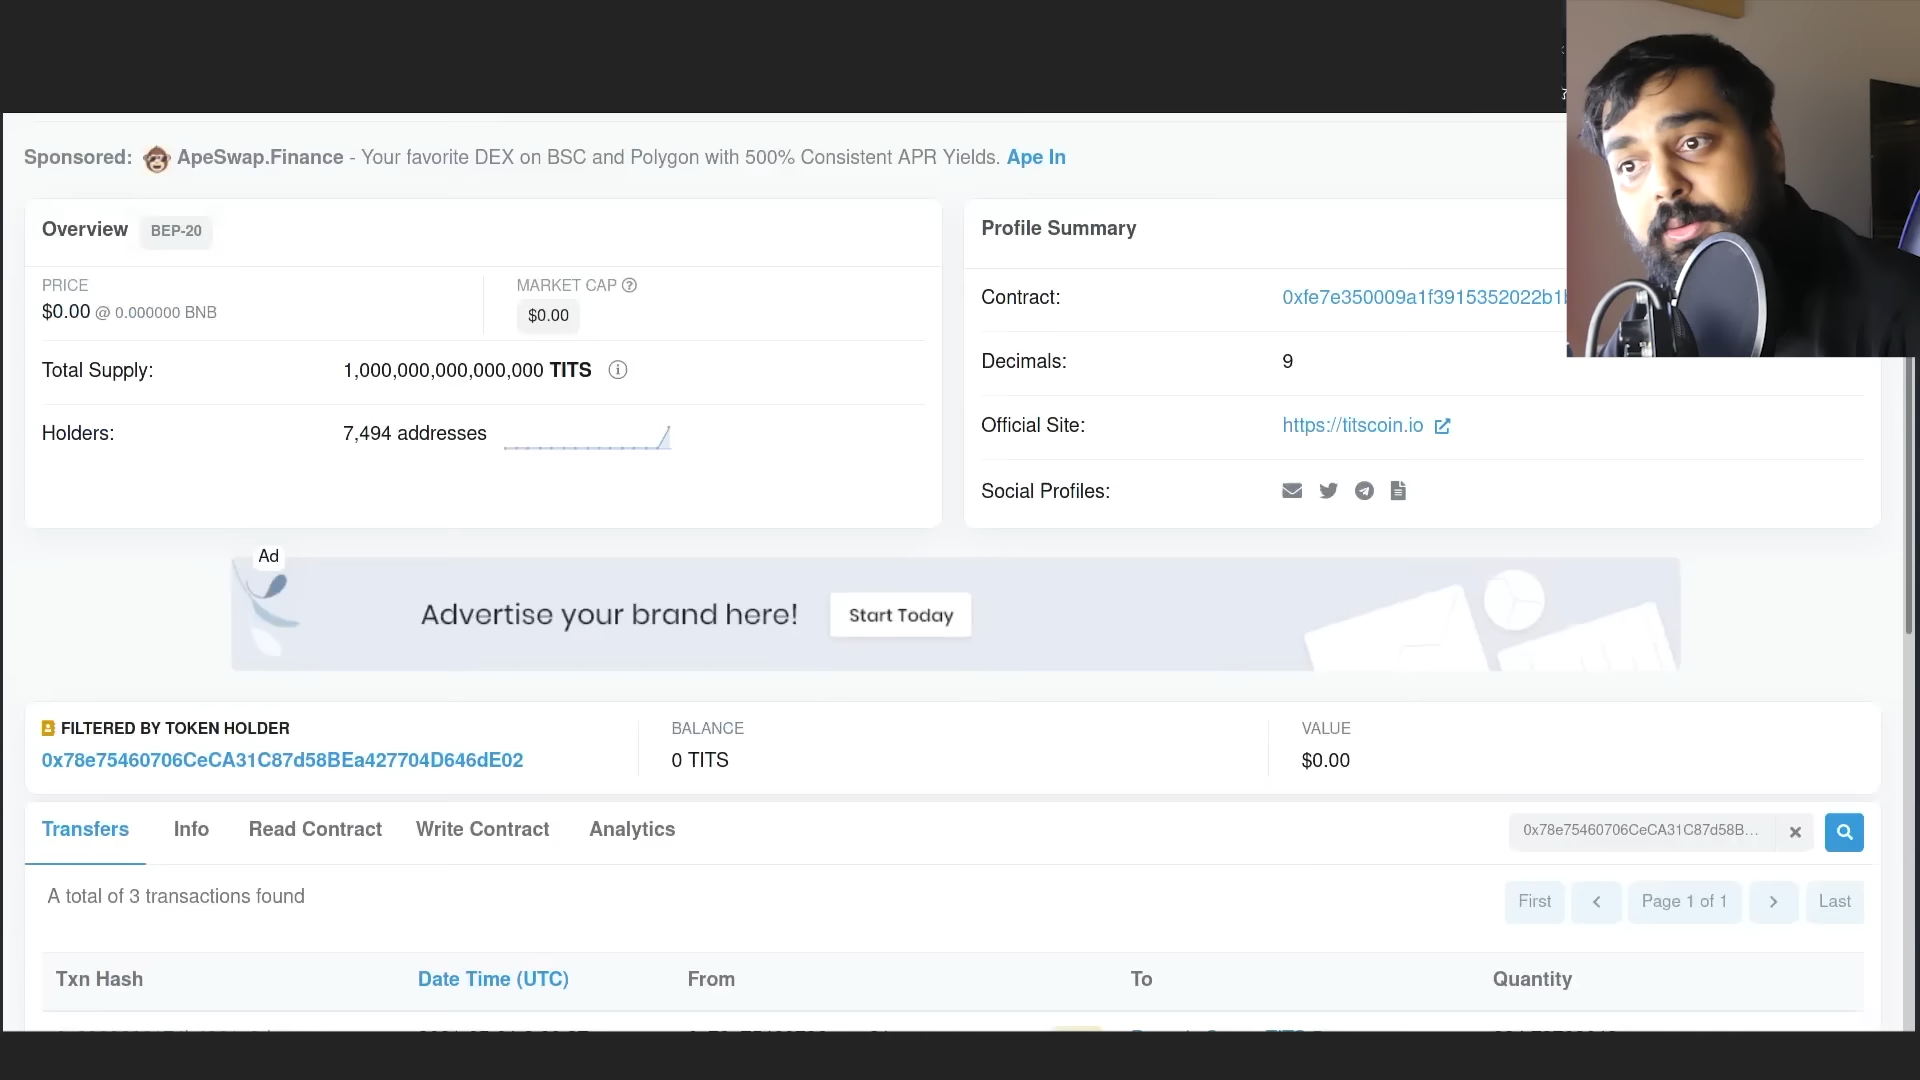 Sponsored: ApeSwap.Finance - Your favorite DEX on BSC and Polygon with 500% Consistent APR Yields. Ape In
Overview BEP-20
PRICE
$0.00 @ 0.000000 BNB
MARKET CAP
$0.00
Total Supply: 1,000,000,000,000,000 TITS
Holders: 7,494 addresses
Profile Summary
Contract: 0xfe7e350009a1f3915352022b1
Decimals: 9
Official Site: https://titscoin.io
Social Profiles:
Ad
Advertise your brand here! Start Today
FILTERED BY TOKEN HOLDER
0x78e75460706CeCA31C87d58BEa427704D646dE02
BALANCE
0 TITS
VALUE
$0.00
Transfers Info Read Contract Write Contract Analytics
0x78e75460706CeCA31C87d58B...
A total of 3 transactions found
First Page 1 of 1 Last
Txn Hash Date Time (UTC) From To Quantity